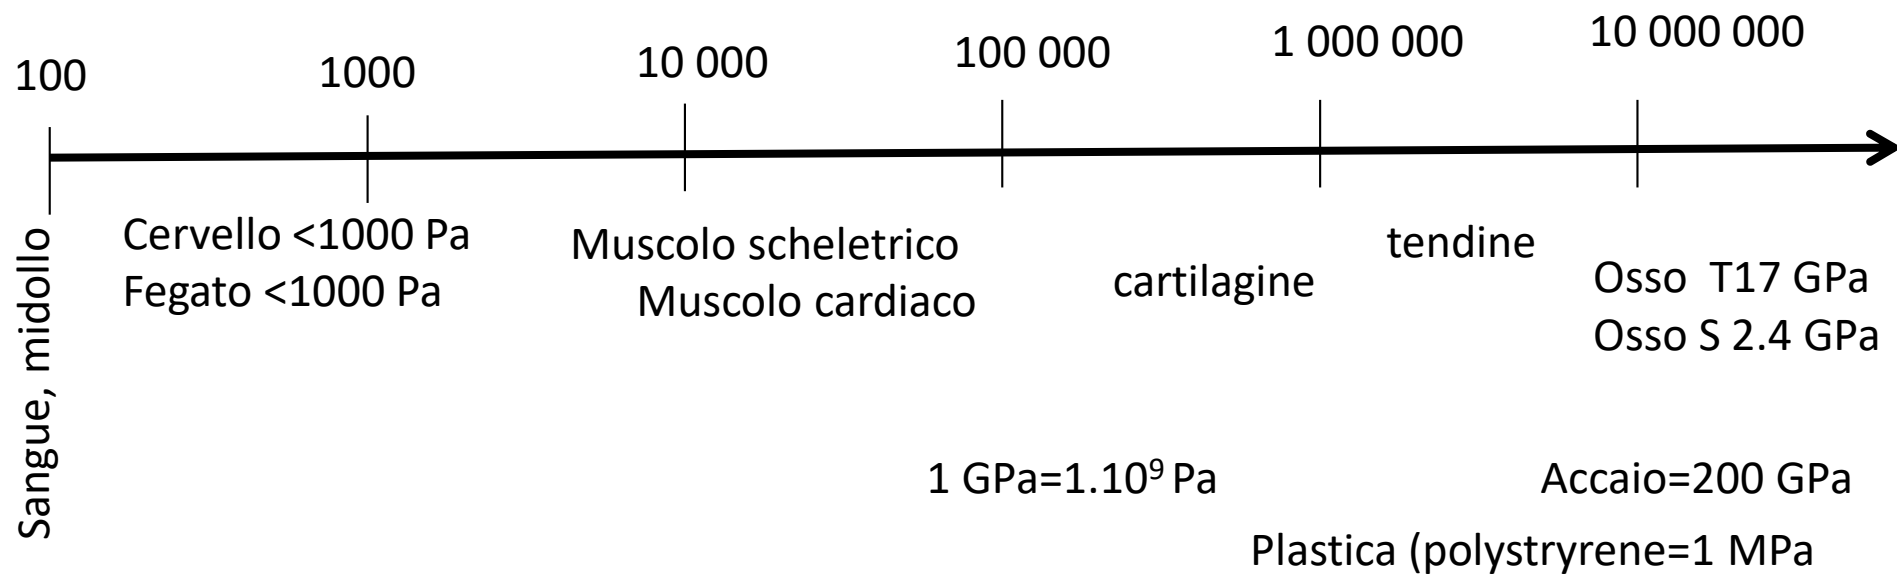 100
1000
10 000
100 000
1 000 000
10 000 000
Sangue, midollo
Cervello <1000 Pa
Fegato <1000 Pa
Muscolo scheletrico
Muscolo cardiaco
cartilagine
tendine
Osso  T17 GPa
Osso S 2.4 GPa
1 GPa=1.10⁹ Pa
Accaio=200 GPa
Plastica (polystryrene=1 MPa